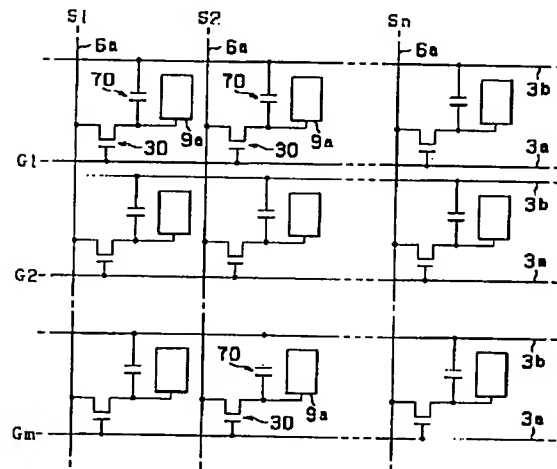 S1 S2 Sn
6a 6a 6a
70 70 3b
9a 9a
30 30 3a
G1
3b
3a
G2
70 3b
9a
30 3a
Gm